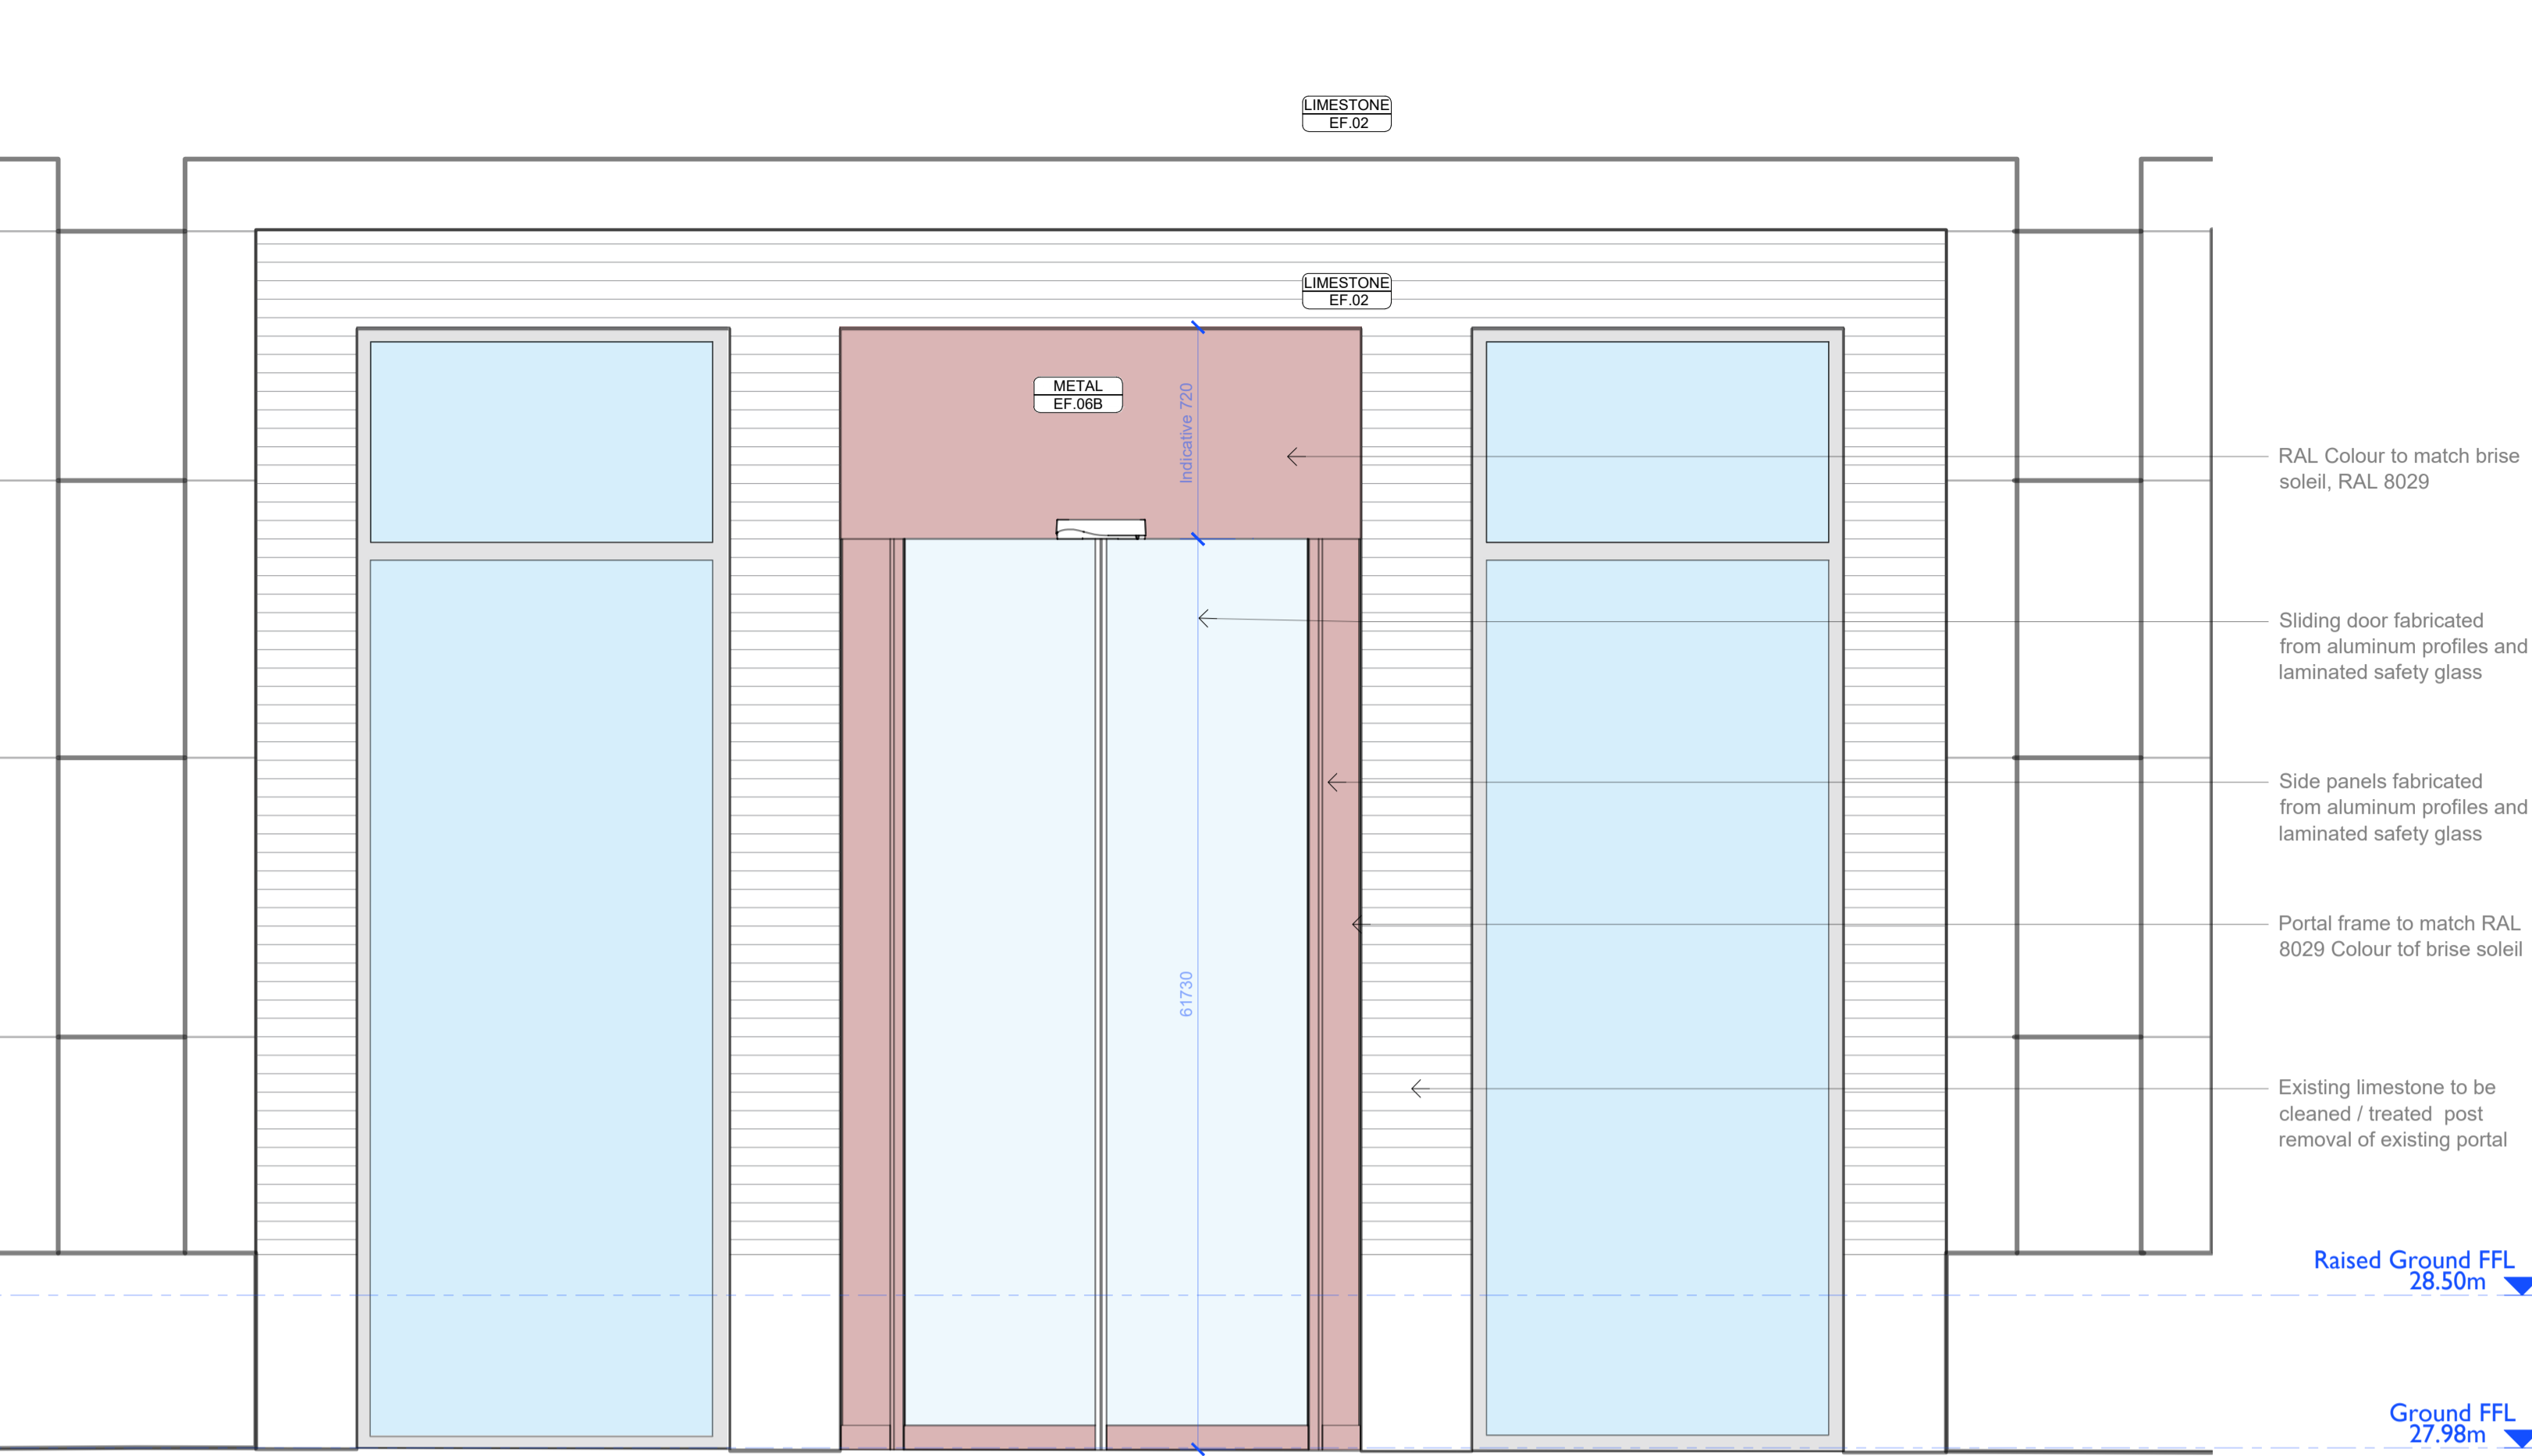 LIMESTONE
EF.02
LIMESTONE
EF.02
METAL
EF.06B
Indicative 720
61730
RAL Colour to match brise
soleil, RAL 8029
Sliding door fabricated
from aluminum profiles and
laminated safety glass
Side panels fabricated
from aluminum profiles and
laminated safety glass
Portal frame to match RAL
8029 Colour tof brise soleil
Existing limestone to be
cleaned / treated  post
removal of existing portal
Raised Ground FFL
28.50m
Ground FFL
27.98m